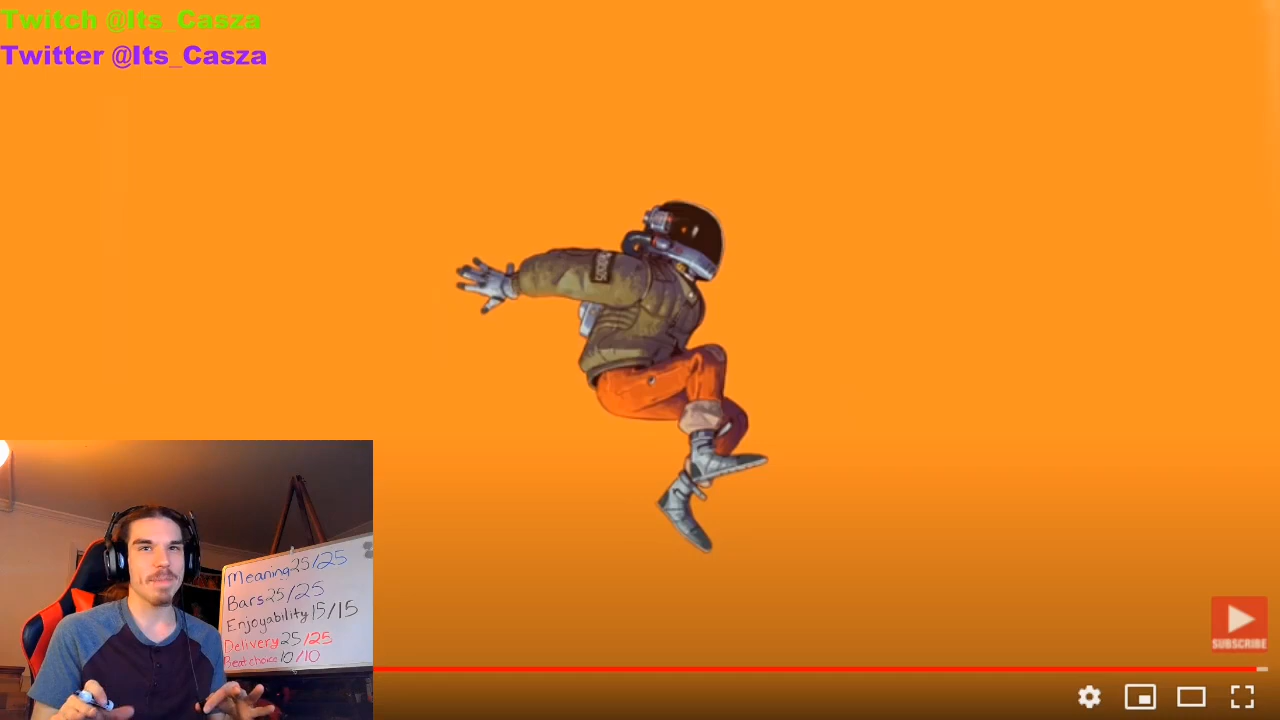 Twitch @Its_Casza
Twitter @Its_Casza
SUBSCRIBE
Meaning 25/25
Bars 25/25
Enjoyability 15/15
Delivery 25/25
Beat choice 10/10